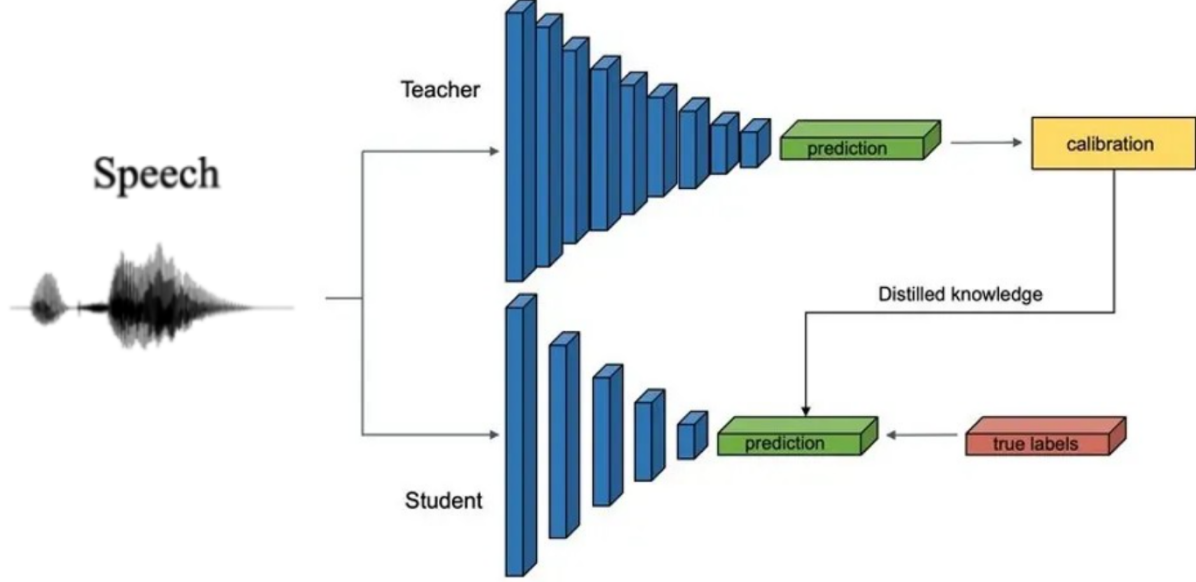 Teacher
prediction
calibration
Speech
Distilled knowledge
prediction
true labels
Student